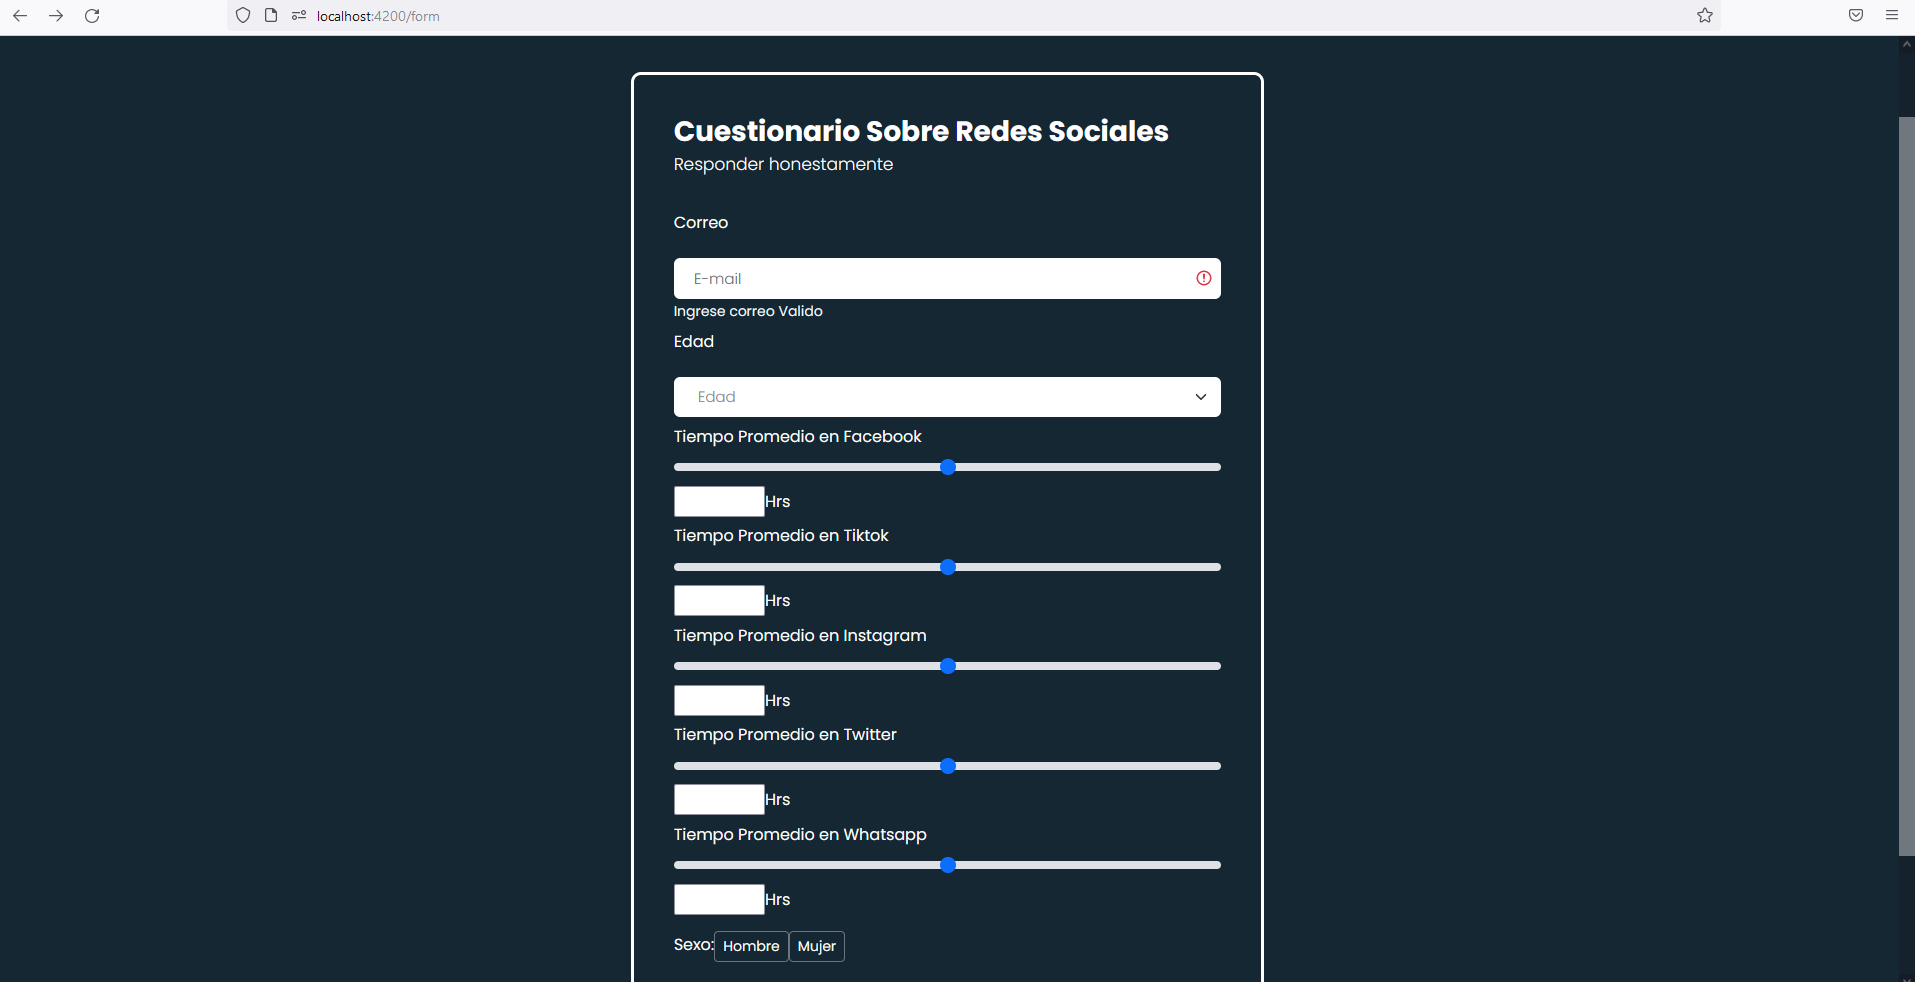 localhost:4200/form
Cuestionario Sobre Redes Sociales
Responder honestamente
Correo
E-mail
Ingrese correo Valido
Edad
Edad
Tiempo Promedio en Facebook
Hrs
Tiempo Promedio en Tiktok
Hrs
Tiempo Promedio en Instagram
Hrs
Tiempo Promedio en Twitter
Hrs
Tiempo Promedio en Whatsapp
Hrs
Sexo: Hombre Mujer